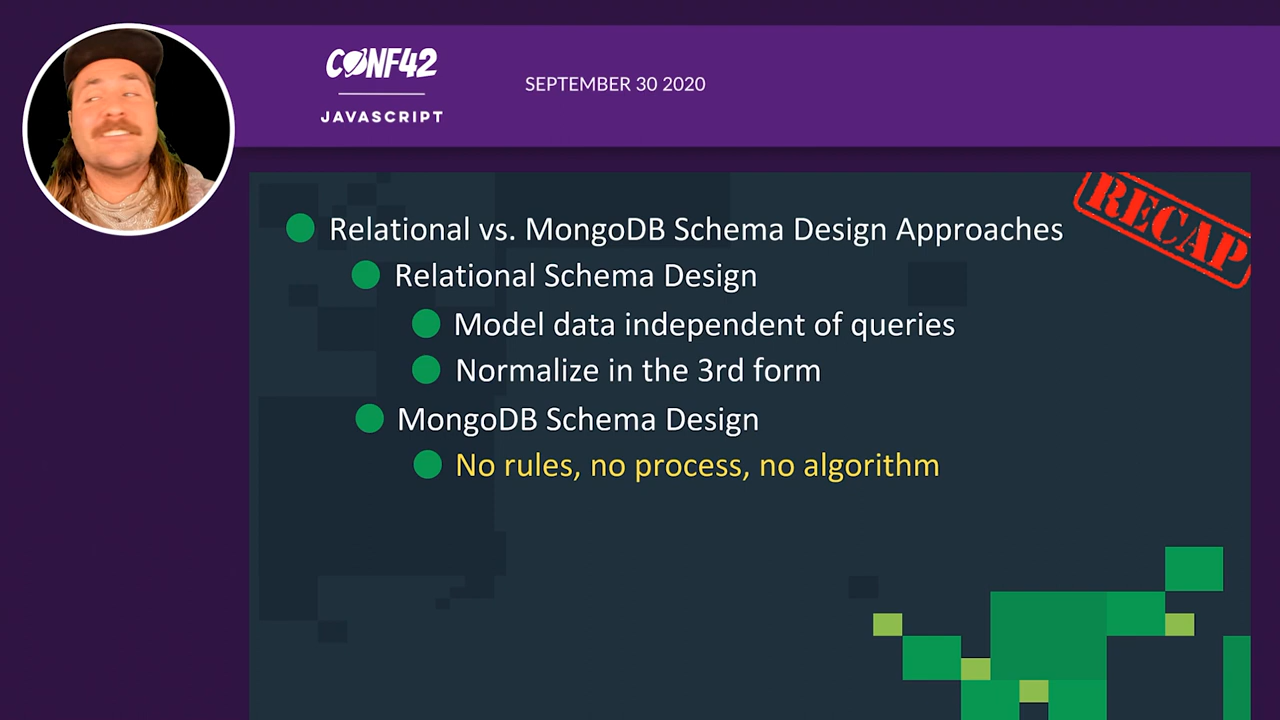 CONF42
JAVASCRIPT
SEPTEMBER 30 2020
RECAP
Relational vs. MongoDB Schema Design Approaches
Relational Schema Design
Model data independent of queries
Normalize in the 3rd form
MongoDB Schema Design
No rules, no process, no algorithm